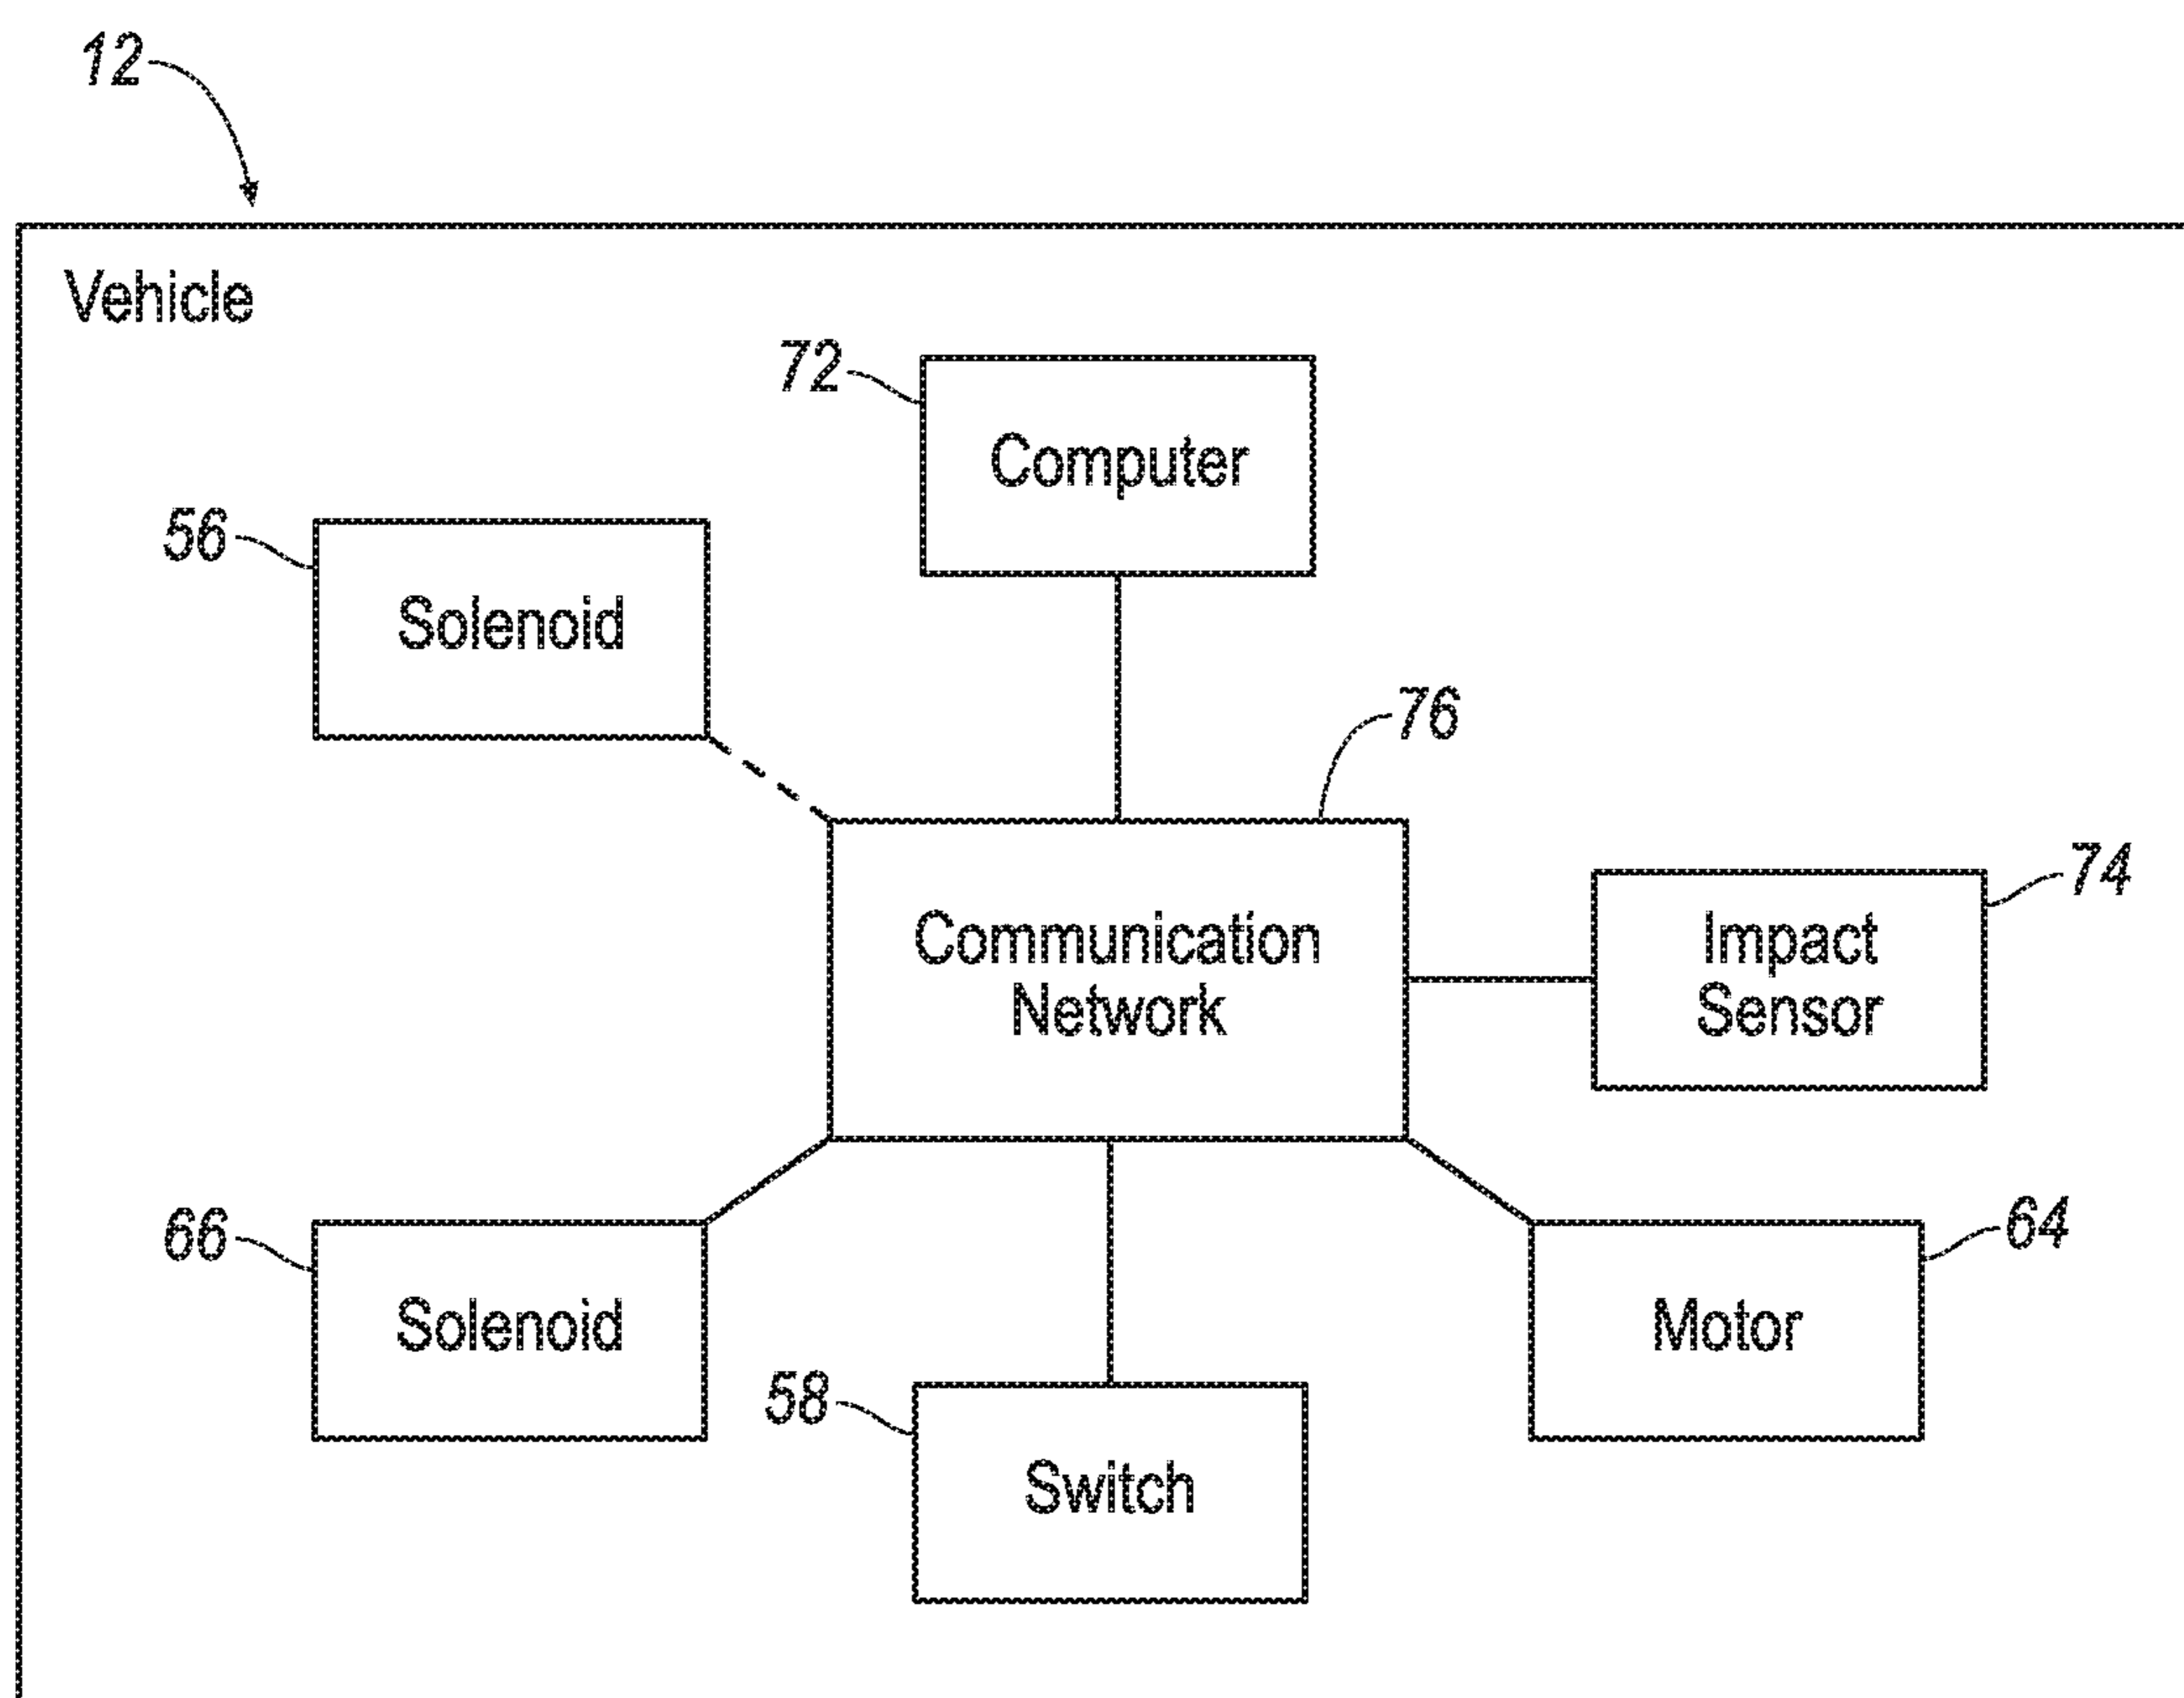 12
Vehicle
72
Computer
56
Solenoid
76
Communication
Network
74
Impact
Sensor
66
Solenoid
64
Motor
58
Switch